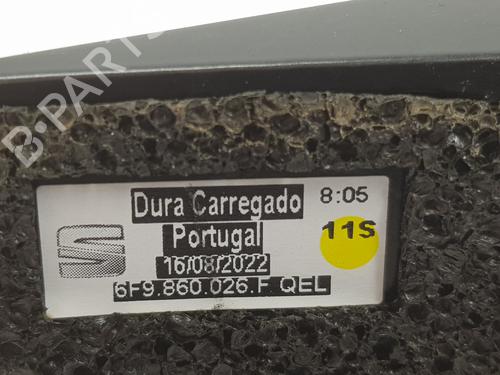 B-PARTS
Dura Carregado 8:05
Portugal 11S
16/08/2022
6F9.860.026.F QEL